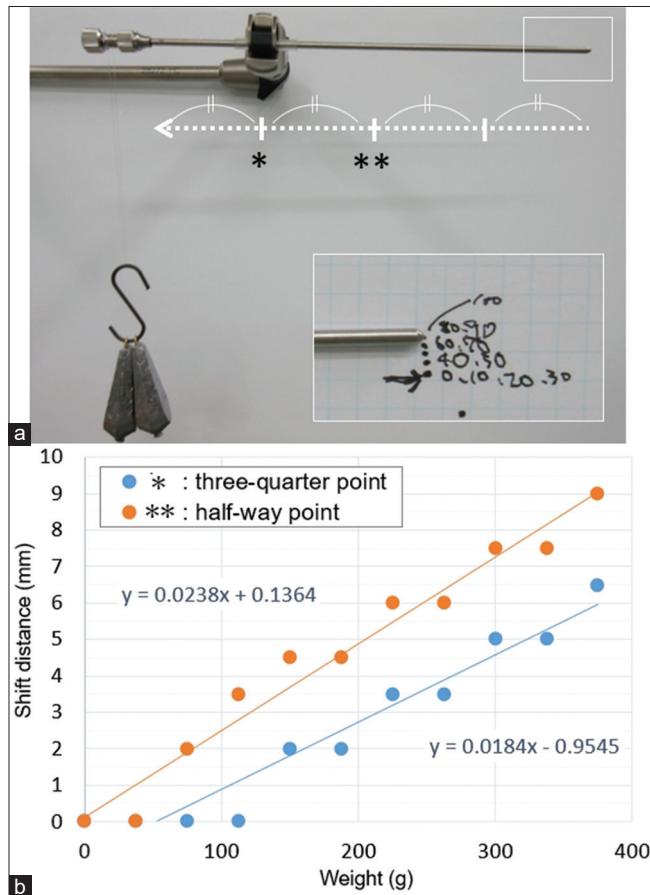 *
**
100
80.90
60.70
40.50
0.10.20.30
a
10
9
8
7
6
5
4
3
2
1
0
Shift distance (mm)
* : three-quarter point
** : half-way point
y = 0.0238x + 0.1364
y = 0.0184x - 0.9545
0 100 200 300 400
Weight (g)
b